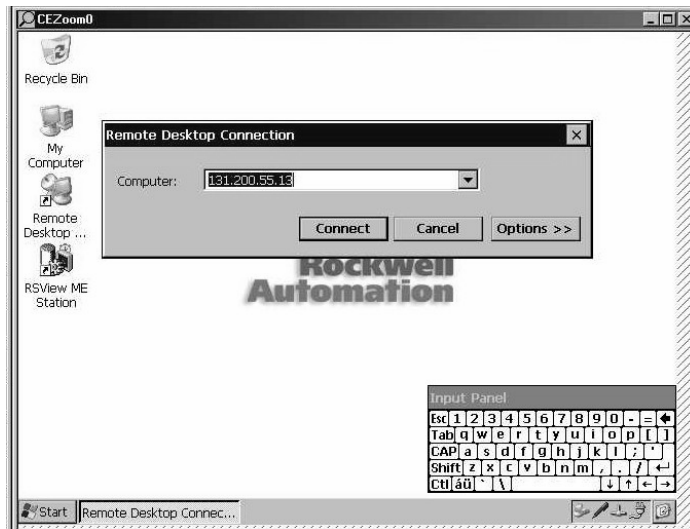 CEZoom0
Recycle Bin
My
Computer
Remote
Desktop ...
RSView ME
Station
Remote Desktop Connection
Computer: 131.200.55.13
Connect Cancel Options >>
Rockwell
Automation
Input Panel
Esc 1 2 3 4 5 6 7 8 9 0 - =
Tab q w e r t y u i o p [ ]
CAP a s d f g h j k l ; '
Shift z x c v b n m , . /
Ctl áü ` \
Start Remote Desktop Connec...